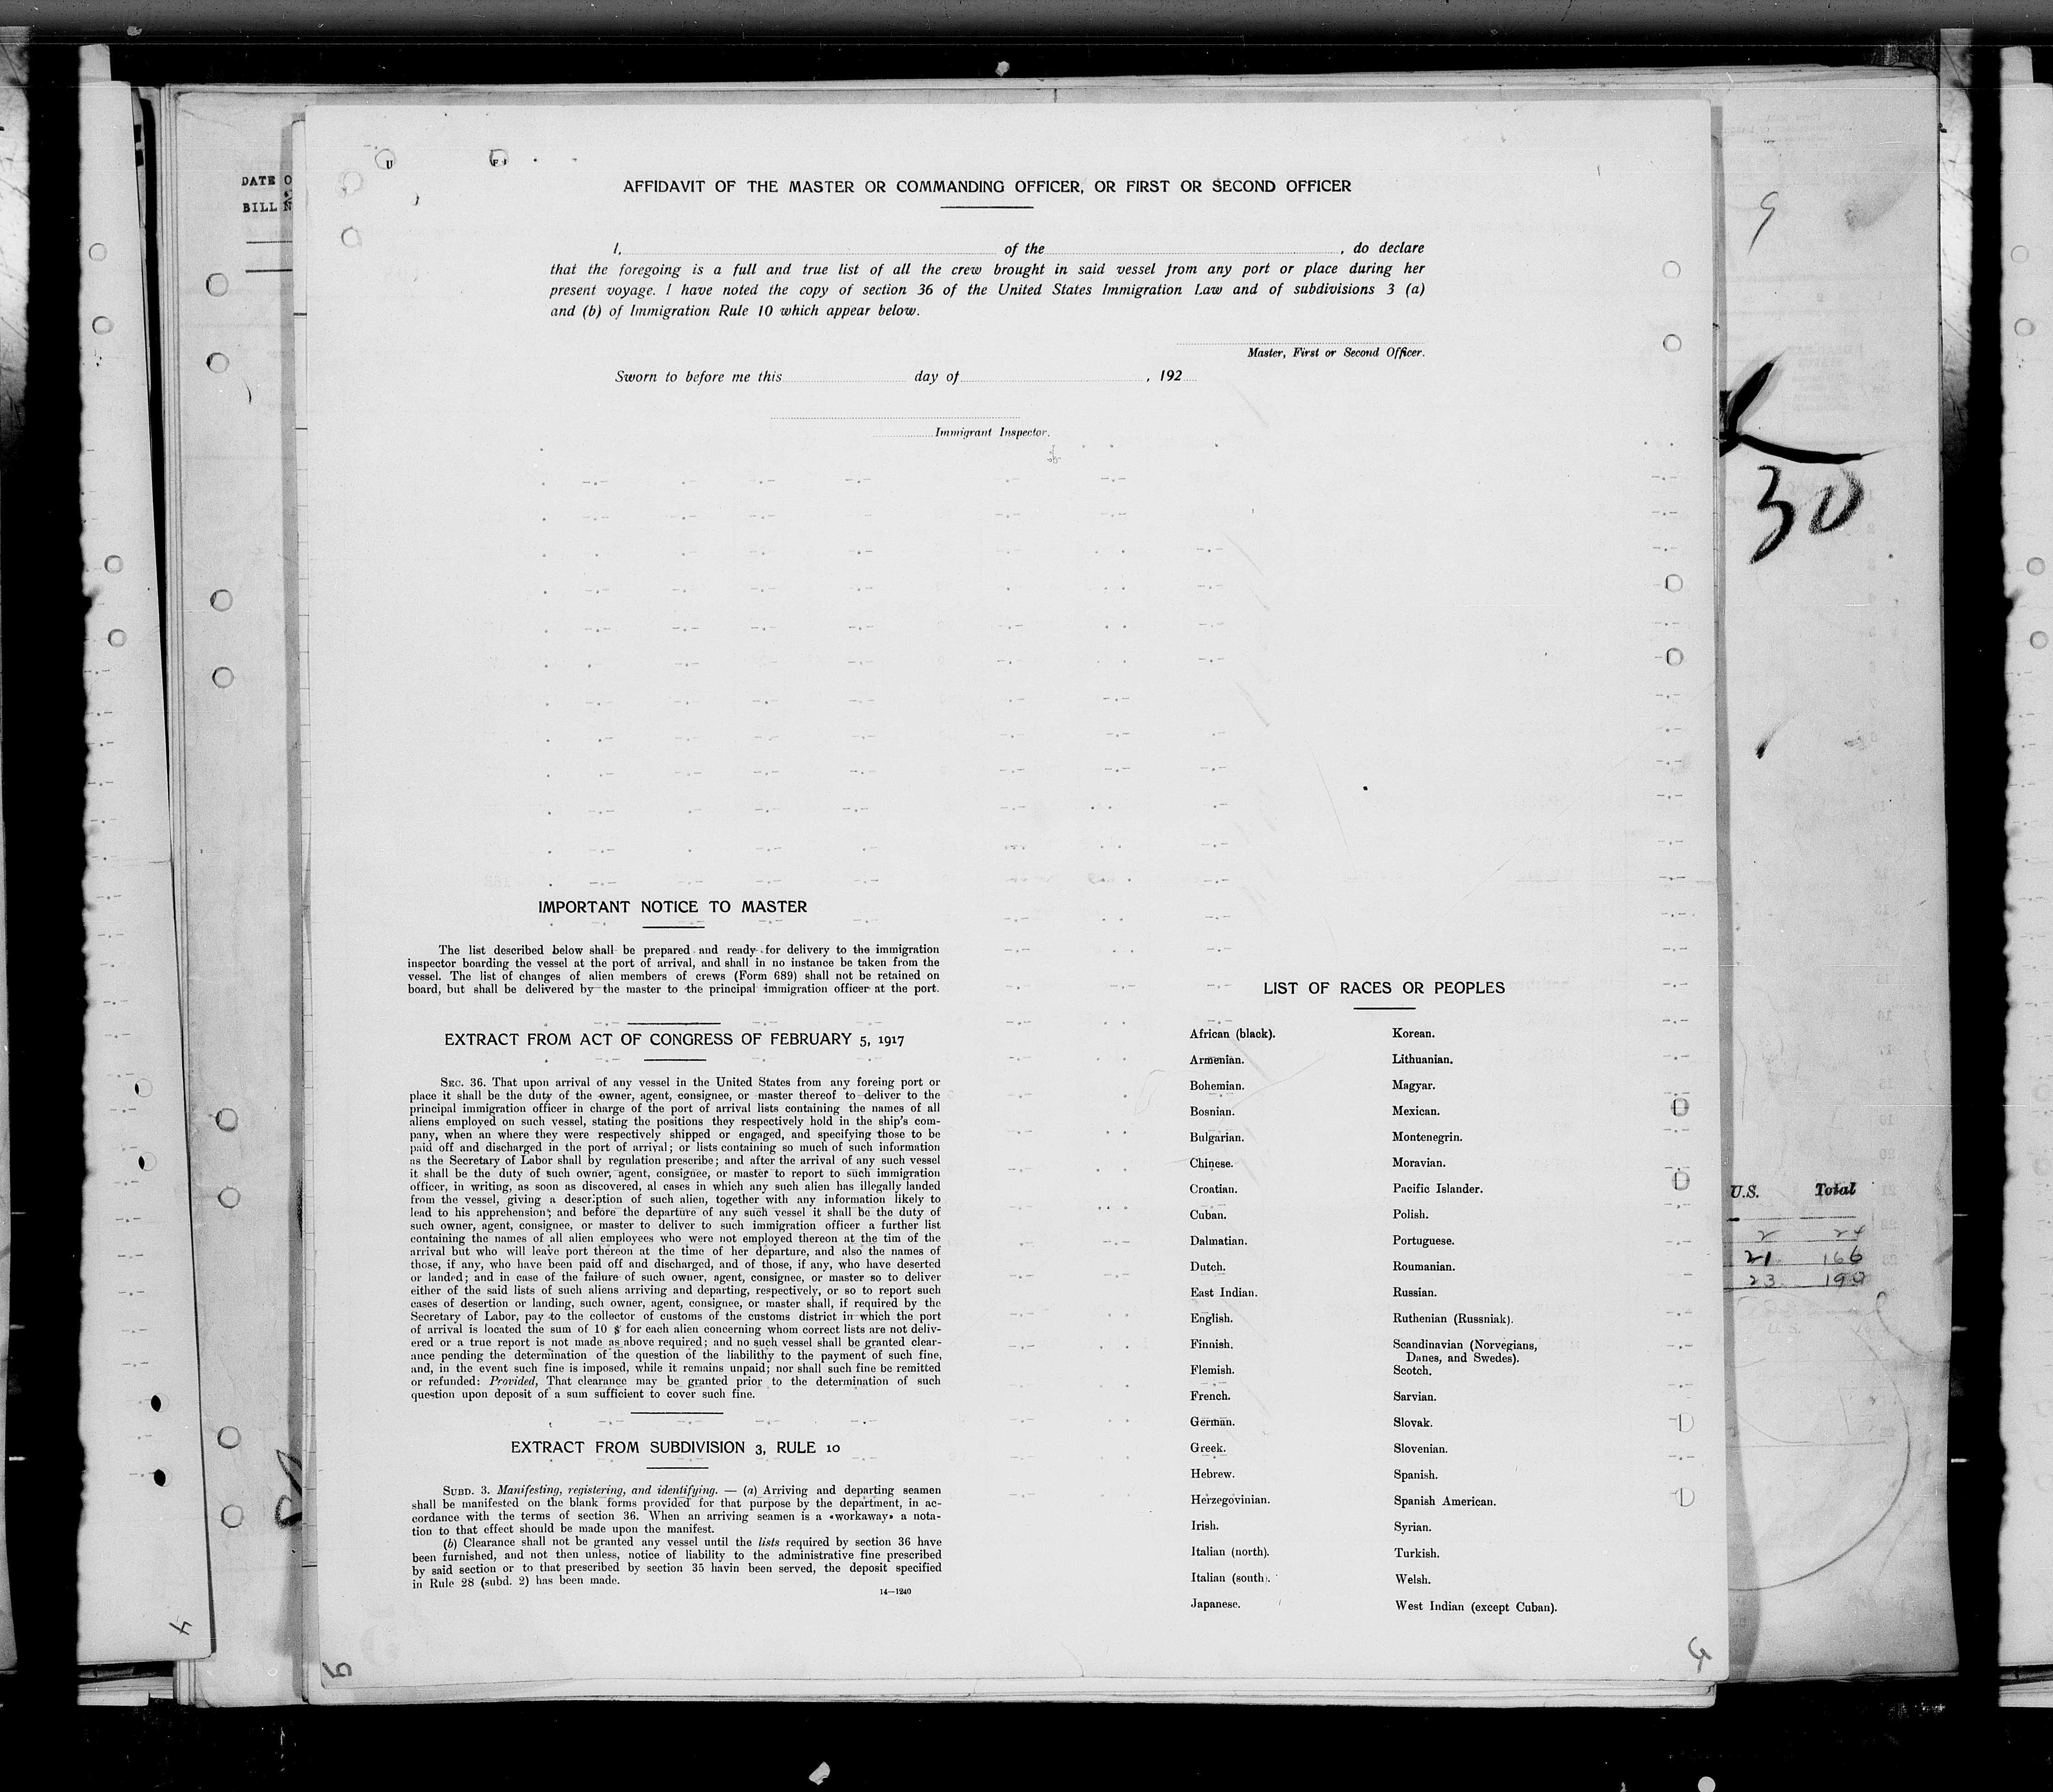 DATE O
BILL N
U
AFFIDAVIT OF THE MASTER OR COMMANDING OFFICER, OR FIRST OR SECOND OFFICER
I, of the , do declare
that the foregoing is a full and true list of all the crew brought in said vessel from any port or place during her
present voyage. I have noted the copy of section 36 of the United States Immigration Law and of subdivisions 3 (a)
and (b) of Immigration Rule 10 which appear below.
Master, First or Second Officer.
Sworn to before me this day of , 192
Immigrant Inspector.
IMPORTANT NOTICE TO MASTER
The list described below shall be prepared and ready for delivery to the immigration
inspector boarding the vessel at the port of arrival, and shall in no instance be taken from the
vessel. The list of changes of alien members of crews (Form 689) shall not be retained on
board, but shall be delivered by the master to the principal immigration officer at the port.
EXTRACT FROM ACT OF CONGRESS OF FEBRUARY 5, 1917
SEC. 36. That upon arrival of any vessel in the United States from any foreing port or
place it shall be the duty of the owner, agent, consignee, or master thereof to deliver to the
principal immigration officer in charge of the port of arrival lists containing the names of all
aliens employed on such vessel, stating the positions they respectively hold in the ship's com-
pany, when an where they were respectively shipped or engaged, and specifying those to be
paid off and discharged in the port of arrival; or lists containing so much of such information
as the Secretary of Labor shall by regulation prescribe; and after the arrival of any such vessel
it shall be the duty of such owner, agent, consignee, or master to report to such immigration
officer, in writing, as soon as discovered, al cases in which any such alien has illegally landed
from the vessel, giving a description of such alien, together with any information likely to
lead to his apprehension; and before the departure of any such vessel it shall be the duty of
such owner, agent, consignee, or master to deliver to such immigration officer a further list
containing the names of all alien employees who were not employed thereon at the tim of the
arrival but who will leave port thereon at the time of her departure, and also the names of
those, if any, who have been paid off and discharged, and of those, if any, who have deserted
or landed; and in case of the failure of such owner, agent, consignee, or master so to deliver
either of the said lists of such aliens arriving and departing, respectively, or so to report such
cases of desertion or landing, such owner, agent, consignee, or master shall, if required by the
Secretary of Labor, pay to the collector of customs of the customs district in which the port
of arrival is located the sum of 10 $ for each alien concerning whom correct lists are not deliv-
ered or a true report is not made as above required; and no such vessel shall be granted clear-
ance pending the determination of the question of the liabilithy to the payment of such fine,
and, in the event such fine is imposed, while it remains unpaid; nor shall such fine be remitted
or refunded: Provided, That clearance may be granted prior to the determination of such
question upon deposit of a sum sufficient to cover such fine.
EXTRACT FROM SUBDIVISION 3, RULE 10
SUBD. 3. Manifesting, registering, and identifying. — (a) Arriving and departing seamen
shall be manifested on the blank forms provided for that purpose by the department, in ac-
cordance with the terms of section 36. When an arriving seamen is a «workaway» a nota-
tion to that effect should be made upon the manifest.
(b) Clearance shall not be granted any vessel until the lists required by section 36 have
been furnished, and not then unless, notice of liability to the administrative fine prescribed
by said section or to that prescribed by section 35 havin been served, the deposit specified
in Rule 28 (subd. 2) has been made.
14—1240
LIST OF RACES OR PEOPLES
African (black).
Armenian.
Bohemian.
Bosnian.
Bulgarian.
Chinese.
Croatian.
Cuban.
Dalmatian.
Dutch.
East Indian.
English.
Finnish.
Flemish.
French.
German.
Greek.
Hebrew.
Herzegovinian.
Irish.
Italian (north).
Italian (south).
Japanese.
Korean.
Lithuanian.
Magyar.
Mexican.
Montenegrin.
Moravian.
Pacific Islander.
Polish.
Portuguese.
Roumanian.
Russian.
Ruthenian (Russniak).
Scandinavian (Norvegians,
Danes, and Swedes).
Scotch.
Sarvian.
Slovak.
Slovenian.
Spanish.
Spanish American.
Syrian.
Turkish.
Welsh.
West Indian (except Cuban).
9
30
U.S. Total
2 24
21 166
23 190
4
5
5